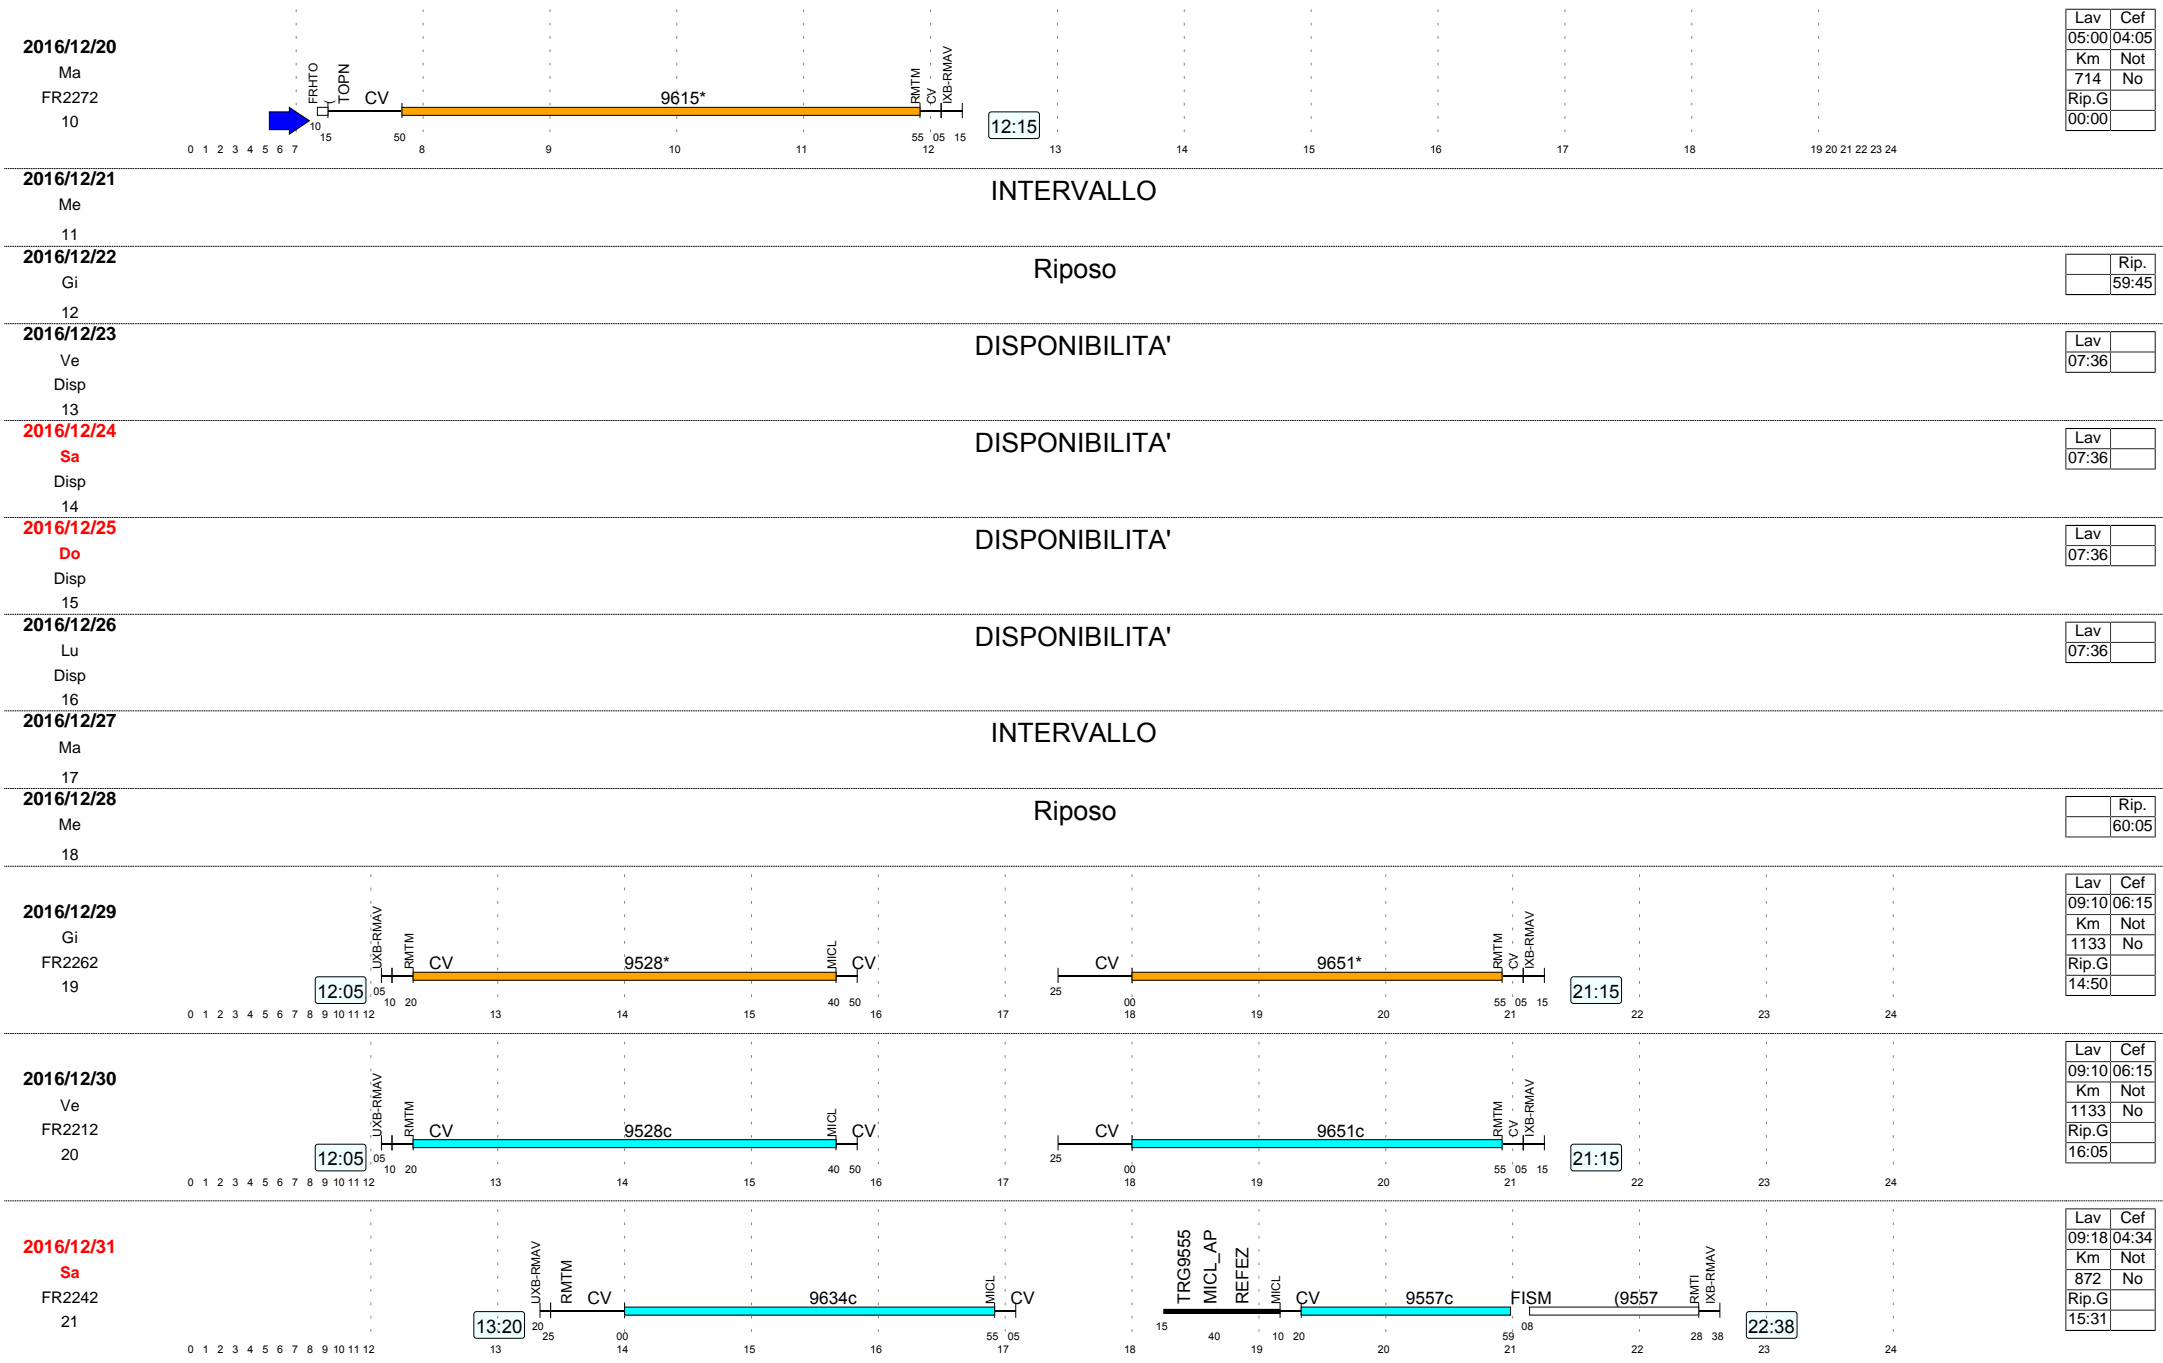 2016/12/20
Ma
FR2272
10
FRHTO
(
TOPN
CV
9615*
RMTM
CV
IXB-RMAV
10
15
50
55
05
15
12:15
0 1 2 3 4 5 6 7 8 9 10 11 12 13 14 15 16 17 18 19 20 21 22 23 24
Lav Cef
05:00 04:05
Km Not
714 No
Rip.G
00:00
2016/12/21
Me
11
INTERVALLO
2016/12/22
Gi
12
Riposo
Rip.
59:45
2016/12/23
Ve
Disp
13
DISPONIBILITA'
Lav
07:36
2016/12/24
Sa
Disp
14
DISPONIBILITA'
Lav
07:36
2016/12/25
Do
Disp
15
DISPONIBILITA'
Lav
07:36
2016/12/26
Lu
Disp
16
DISPONIBILITA'
Lav
07:36
2016/12/27
Ma
17
INTERVALLO
2016/12/28
Me
18
Riposo
Rip.
60:05
2016/12/29
Gi
FR2262
19
12:05
UXB-RMAV
RMTM
CV
9528*
MICL
CV
CV
9651*
RMTM
CV
IXB-RMAV
05
10
20
40
50
25
00
55
05
15
21:15
0 1 2 3 4 5 6 7 8 9 10 11 12 13 14 15 16 17 18 19 20 21 22 23 24
Lav Cef
09:10 06:15
Km Not
1133 No
Rip.G
14:50
2016/12/30
Ve
FR2212
20
12:05
UXB-RMAV
RMTM
CV
9528c
MICL
CV
CV
9651c
RMTM
CV
IXB-RMAV
05
10
20
40
50
25
00
55
05
15
21:15
0 1 2 3 4 5 6 7 8 9 10 11 12 13 14 15 16 17 18 19 20 21 22 23 24
Lav Cef
09:10 06:15
Km Not
1133 No
Rip.G
16:05
2016/12/31
Sa
FR2242
21
13:20
UXB-RMAV
RMTM
CV
9634c
MICL
CV
TRG9555
MICL_AP
REFEZ
MICL
CV
9557c
FISM
(9557
RMTI
IXB-RMAV
20
25
00
55
05
15
40
10
20
59
08
28
38
22:38
0 1 2 3 4 5 6 7 8 9 10 11 12 13 14 15 16 17 18 19 20 21 22 23 24
Lav Cef
09:18 04:34
Km Not
872 No
Rip.G
15:31